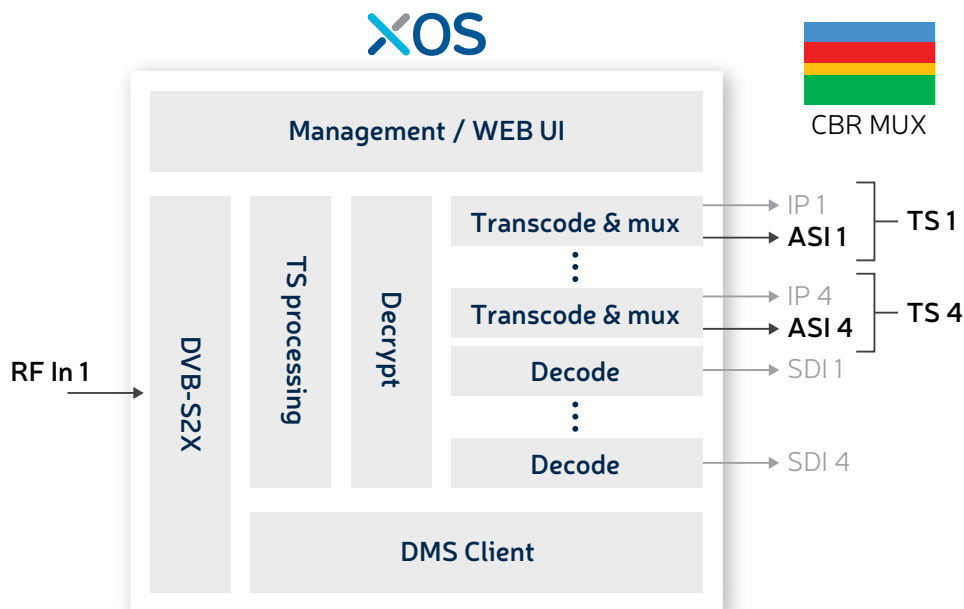 XOS
CBR MUX
Management / WEB UI
RF In 1
DVB-S2X
TS processing
Decrypt
Transcode & mux
IP 1
ASI 1
TS 1
Transcode & mux
IP 4
ASI 4
TS 4
Decode
SDI 1
Decode
SDI 4
DMS Client